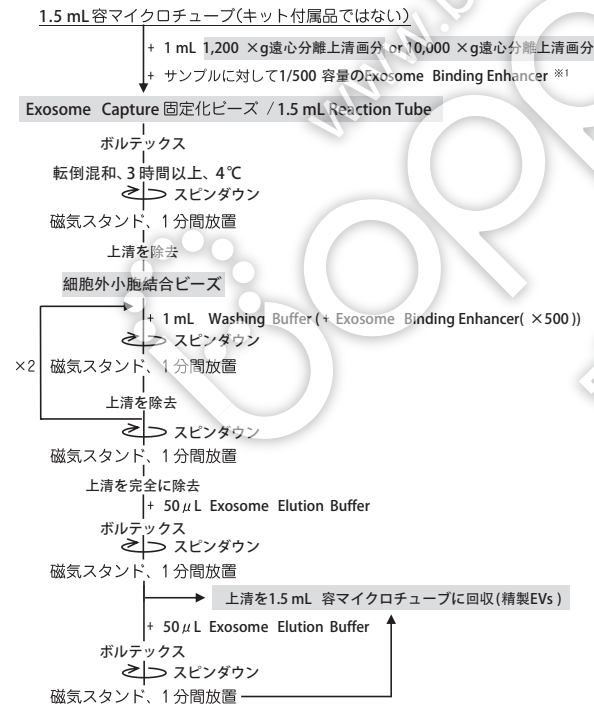 1.5 mL 容マイクロチューブ(キット付属品ではない)
+ 1 mL 1,200 ×g遠心分離上清画分 or 10,000 ×g遠心分離上清画分
+ サンプルに対して1/500 容量のExosome Binding Enhancer ※1
Exosome Capture 固定化ビーズ / 1.5 mL Reaction Tube
ボルテックス
転倒混和、3 時間以上、4℃
スピンダウン
磁気スタンド、1 分間放置
上清を除去
細胞外小胞結合ビーズ
+ 1 mL Washing Buffer (+ Exosome Binding Enhancer( ×500))
スピンダウン
×2 磁気スタンド、1 分間放置
上清を除去
スピンダウン
磁気スタンド、1 分間放置
上清を完全に除去
+ 50 μL Exosome Elution Buffer
ボルテックス
スピンダウン
磁気スタンド、1 分間放置
上清を1.5 mL 容マイクロチューブに回収(精製EVs )
+ 50 μL Exosome Elution Buffer
ボルテックス
スピンダウン
磁気スタンド、1 分間放置